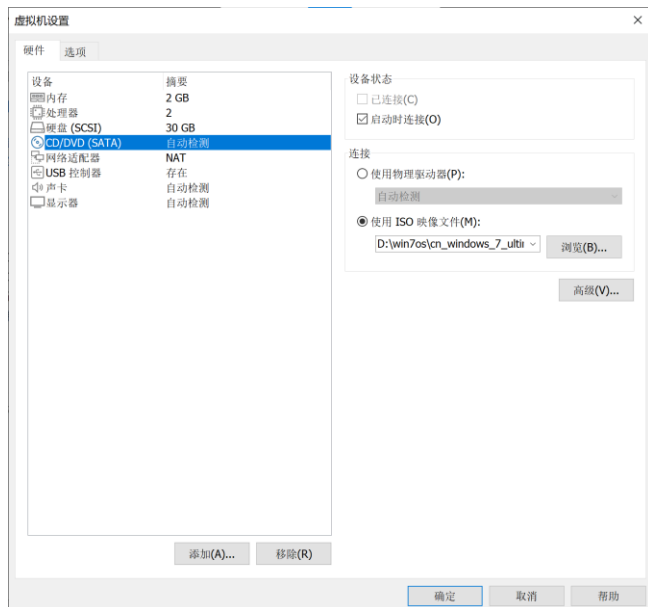 虚拟机设置
硬件 选项
设备 摘要
内存 2 GB
处理器 2
硬盘 (SCSI) 30 GB
CD/DVD (SATA) 自动检测
网络适配器 NAT
USB 控制器 存在
声卡 自动检测
显示器 自动检测
添加(A)... 移除(R)
设备状态
已连接(C)
启动时连接(O)
连接
使用物理驱动器(P):
自动检测
使用 ISO 映像文件(M):
D:\win7os\cn_windows_7_ultir 浏览(B)...
高级(V)...
确定 取消 帮助